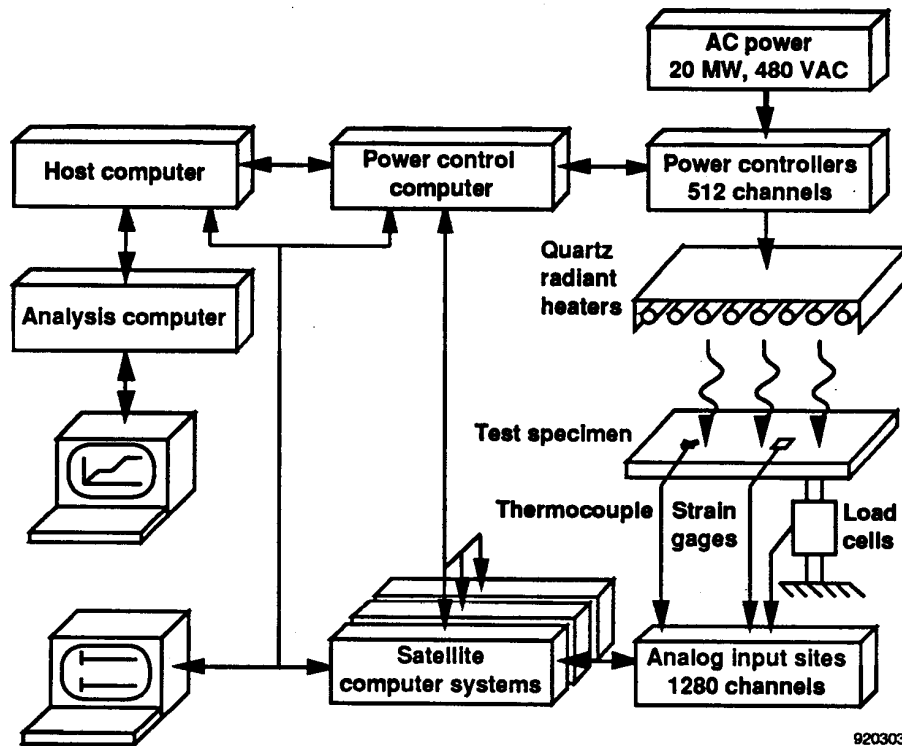 AC power
20 MW, 480 VAC
Host computer
Power control
computer
Power controllers
512 channels
Quartz
radiant
heaters
Analysis computer
Test specimen
Thermocouple
Strain
gages
Load
cells
Satellite
computer systems
Analog input sites
1280 channels
920303